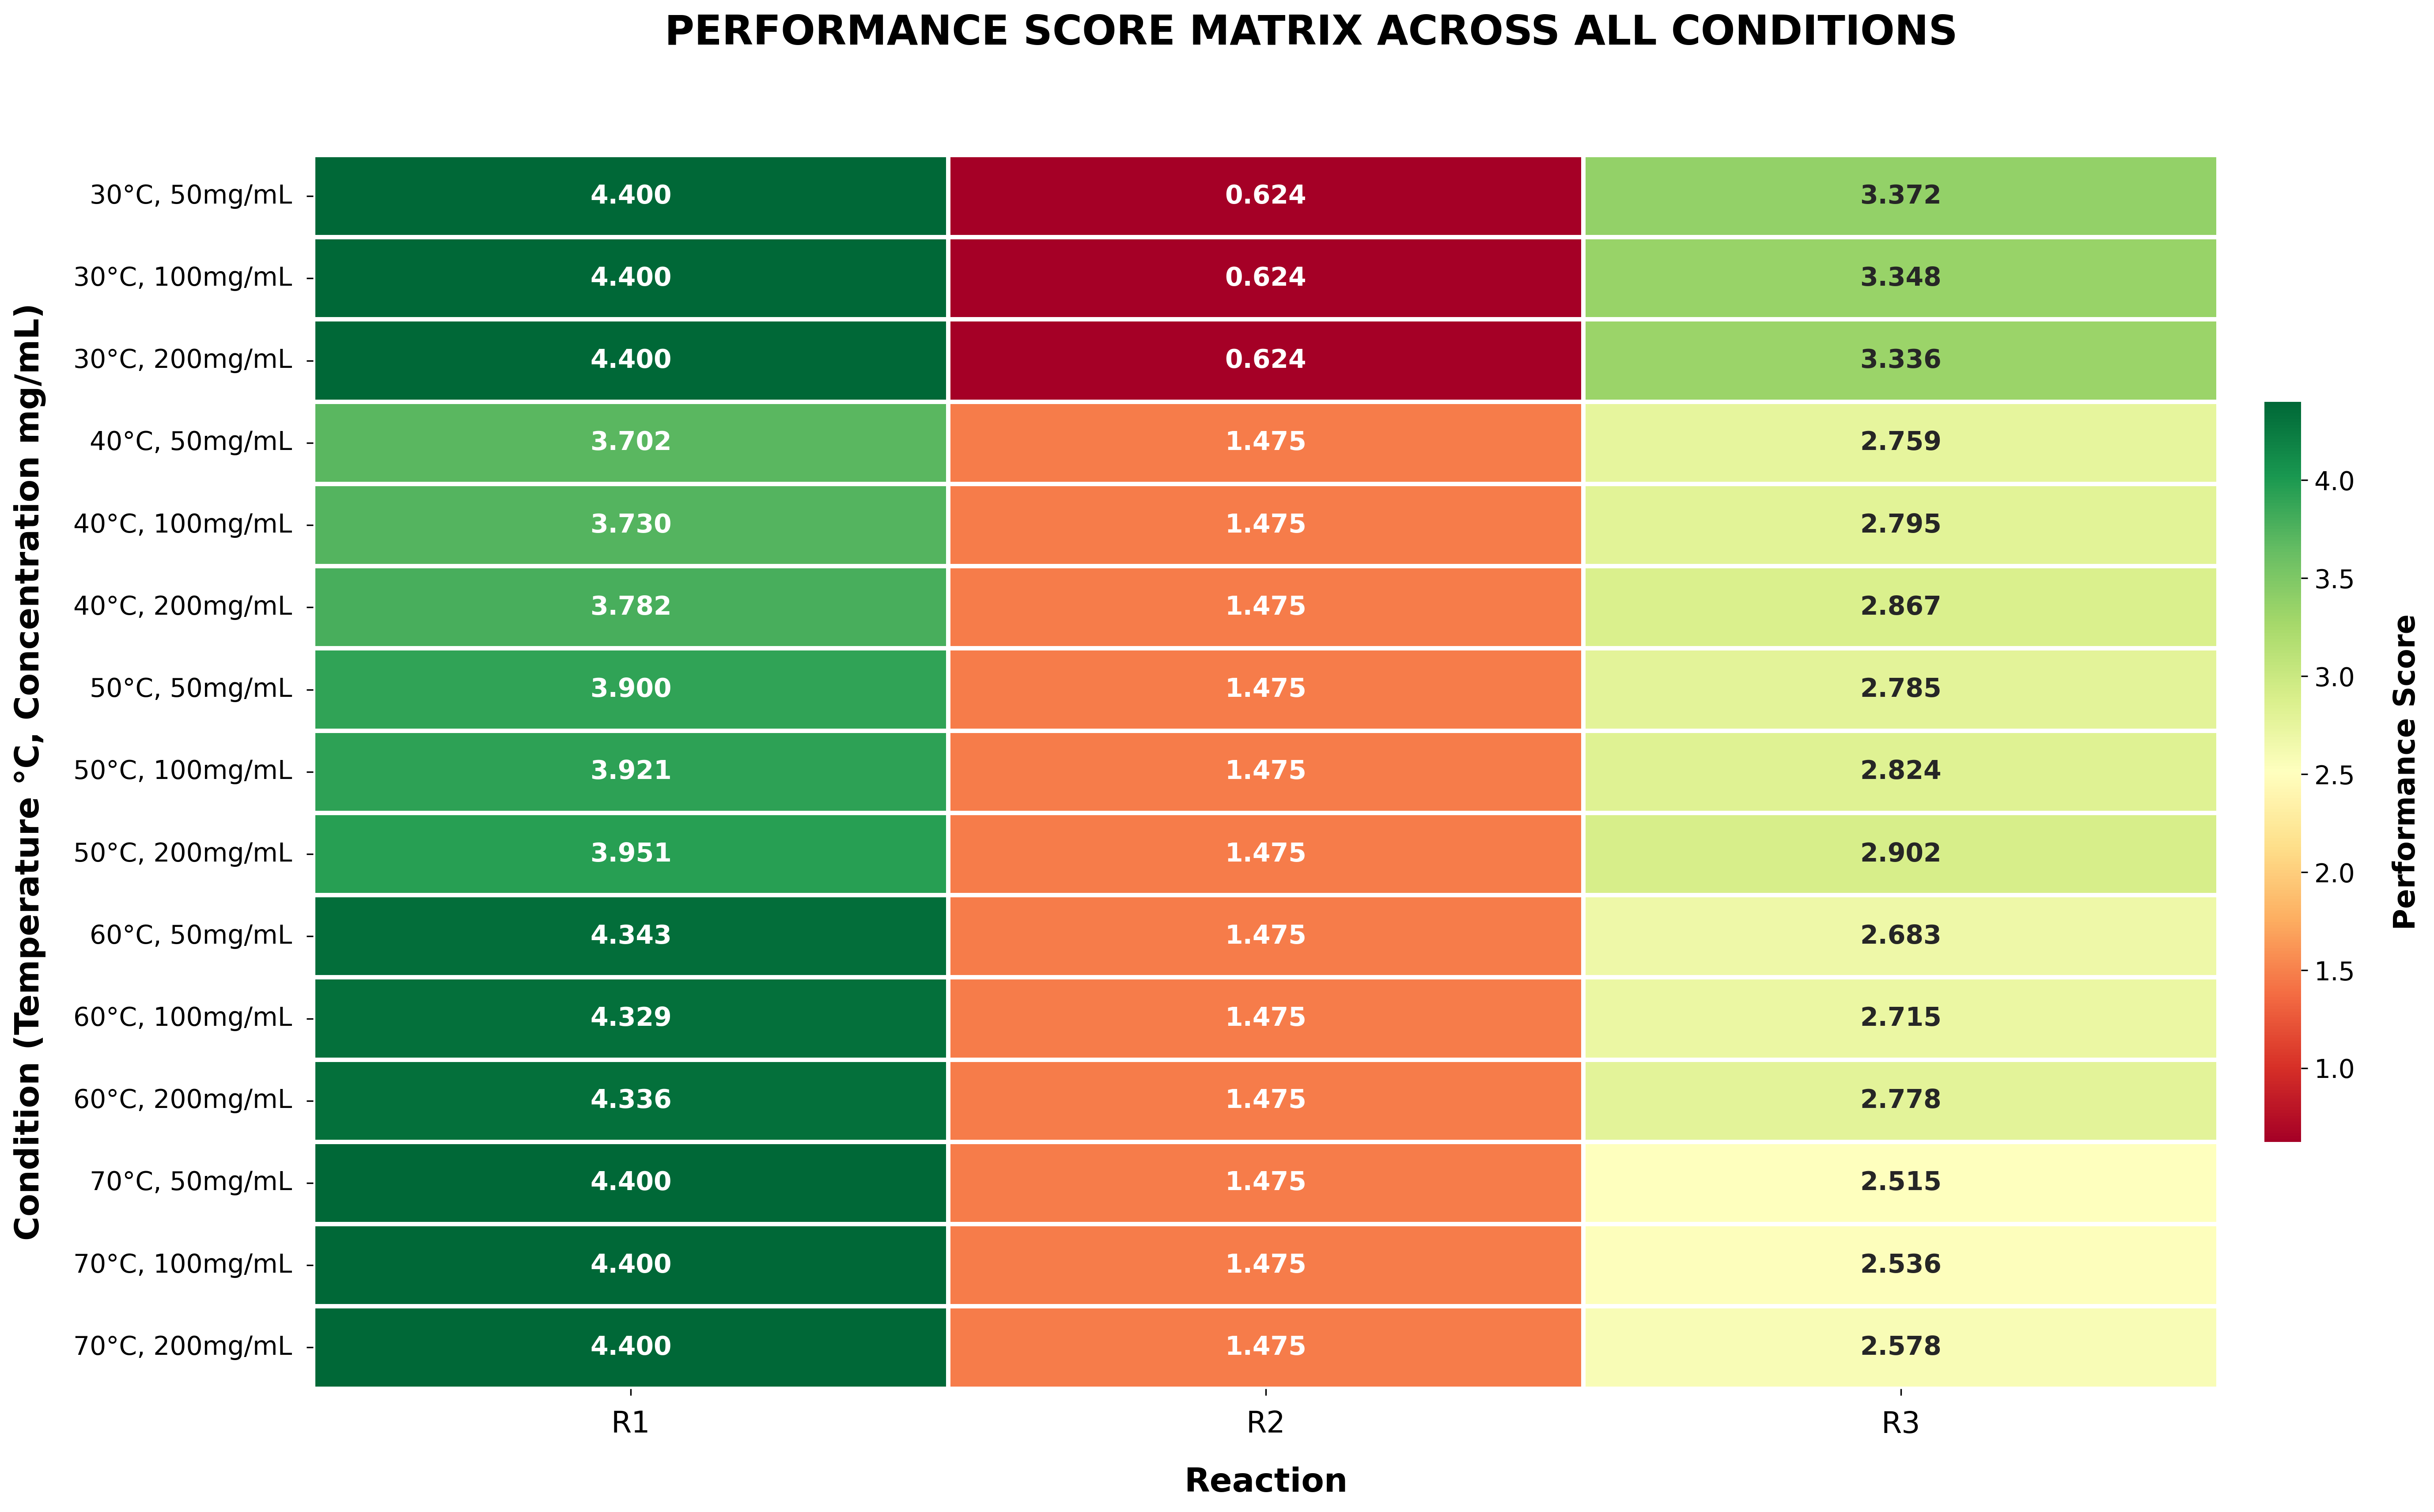 PERFORMANCE SCORE MATRIX ACROSS ALL CONDITIONS
Condition (Temperature °C, Concentration mg/mL)
30°C, 50mg/mL 4.400 0.624 3.372
30°C, 100mg/mL 4.400 0.624 3.348
30°C, 200mg/mL 4.400 0.624 3.336
40°C, 50mg/mL 3.702 1.475 2.759
40°C, 100mg/mL 3.730 1.475 2.795
40°C, 200mg/mL 3.782 1.475 2.867
50°C, 50mg/mL 3.900 1.475 2.785
50°C, 100mg/mL 3.921 1.475 2.824
50°C, 200mg/mL 3.951 1.475 2.902
60°C, 50mg/mL 4.343 1.475 2.683
60°C, 100mg/mL 4.329 1.475 2.715
60°C, 200mg/mL 4.336 1.475 2.778
70°C, 50mg/mL 4.400 1.475 2.515
70°C, 100mg/mL 4.400 1.475 2.536
70°C, 200mg/mL 4.400 1.475 2.578
R1 R2 R3
Reaction
4.0
3.5
3.0
2.5
2.0
1.5
1.0
Performance Score